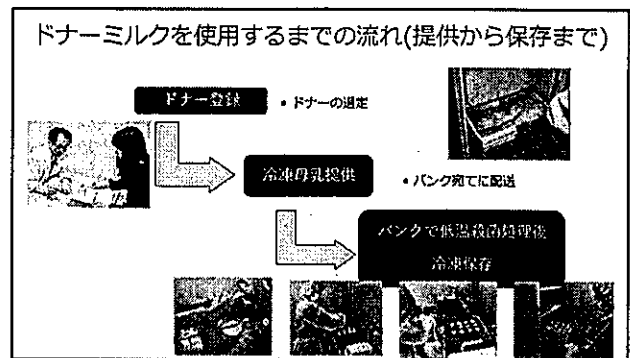 ドナーミルクを使用するまでの流れ(提供から保存まで)
ドナー登録
• ドナーの選定
冷凍母乳提供
• バンク宛てに配送
バンクで低温殺菌処理後
冷凍保存